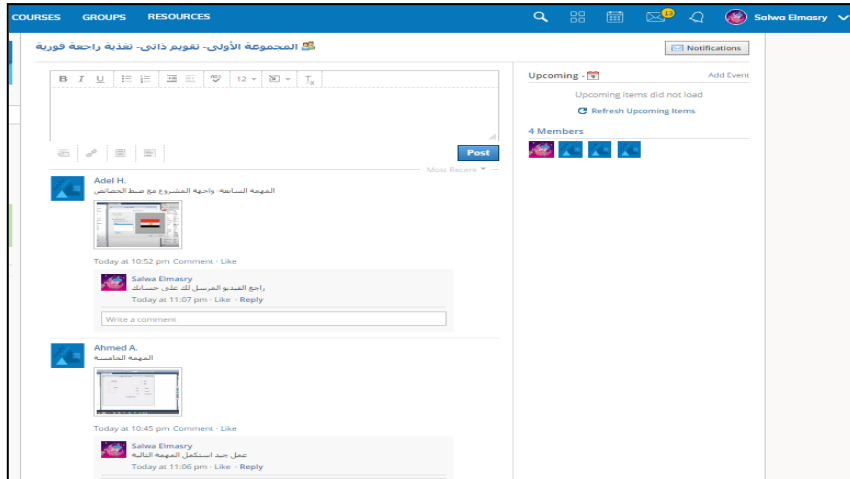 COURSES GROUPS RESOURCES Salwa Elmasry
المجموعة الأولى- تقويم ذاتي- تغذية راجعة فورية
Notifications
B I U 12
Post
Most Recent
Adel H.
المهمة السابعة- واجهة المشروع مع ضبط الخصائص
Today at 10:52 pm Comment · Like
Salwa Elmasry
راجع الفيديو المرسل لك على حسابك
Today at 11:07 pm · Like · Reply
Write a comment
Ahmed A.
المهمة الخامسة
Today at 10:45 pm Comment · Like
Salwa Elmasry
عمل جيد استكمل المهمة التالية
Today at 11:06 pm · Like · Reply
Upcoming · Add Event
Upcoming items did not load
Refresh Upcoming Items
4 Members